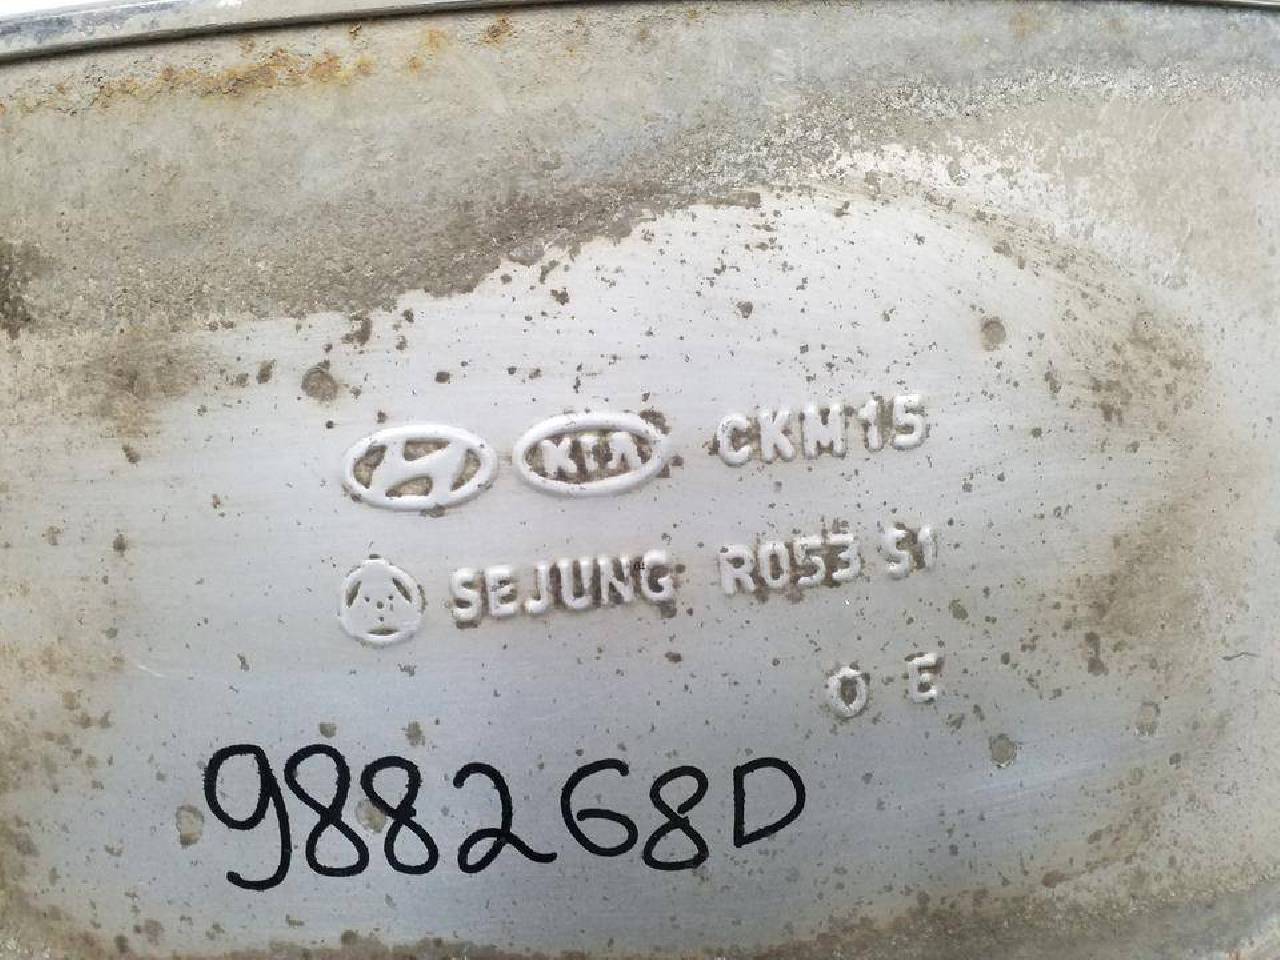 KIA CKM15
SEJUNG R053 S1
O E
988268D